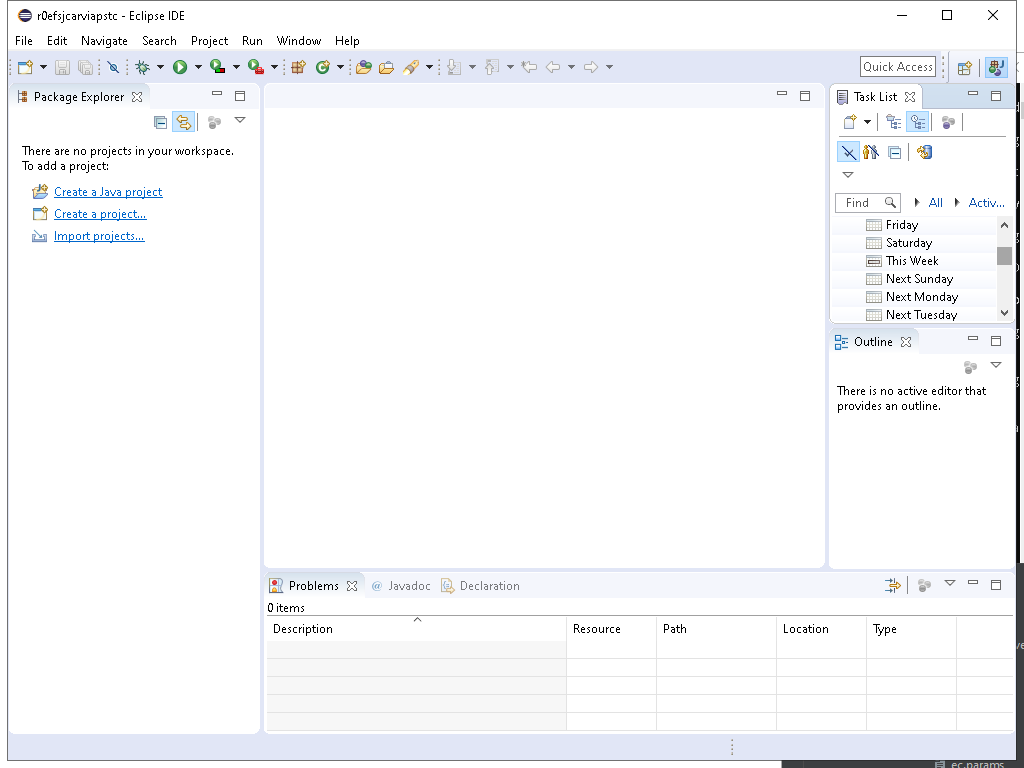 r0efsjcarviapstc - Eclipse IDE
File Edit Navigate Search Project Run Window Help
Quick Access
Package Explorer
There are no projects in your workspace.
To add a project:
Create a Java project
Create a project...
Import projects...
Task List
Find All Activ...
Friday
Saturday
This Week
Next Sunday
Next Monday
Next Tuesday
Outline
There is no active editor that
provides an outline.
Problems @ Javadoc Declaration
0 items
Description Resource Path Location Type
ec.params